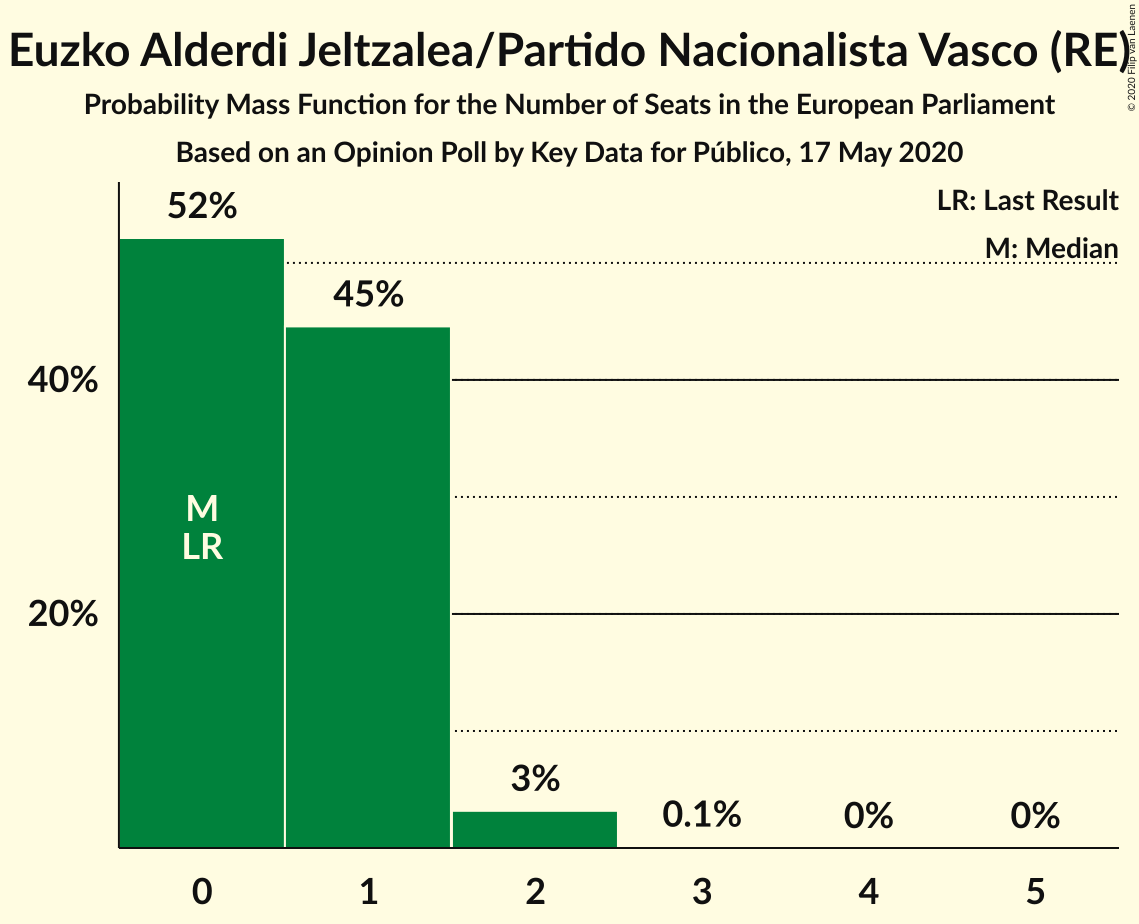 Euzko Alderdi Jeltzalea/Partido Nacionalista Vasco (RE)
© 2020 Filip van Laenen
Probability Mass Function for the Number of Seats in the European Parliament
Based on an Opinion Poll by Key Data for Público, 17 May 2020
LR: Last Result
M: Median
52%
45%
40%
M
LR
20%
3%
0.1%
0%
0%
0 1 2 3 4 5